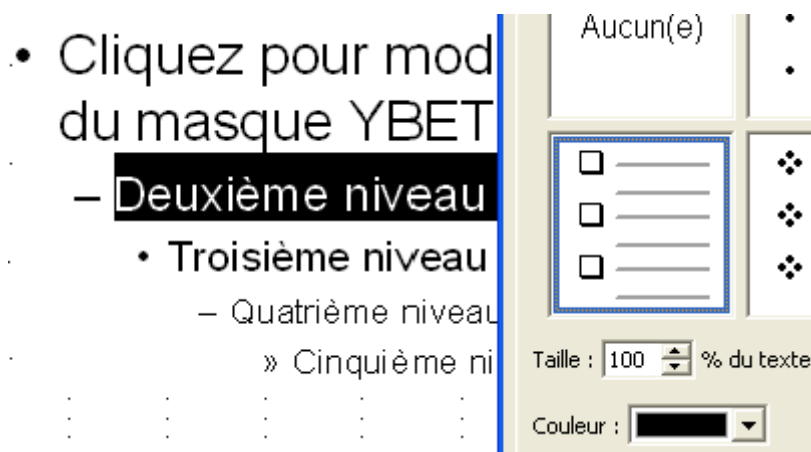 • Cliquez pour mod
du masque YBET
– Deuxième niveau
• Troisième niveau
– Quatrième niveau
» Cinquième ni
Aucun(e)
Taille : 100 % du texte
Couleur :